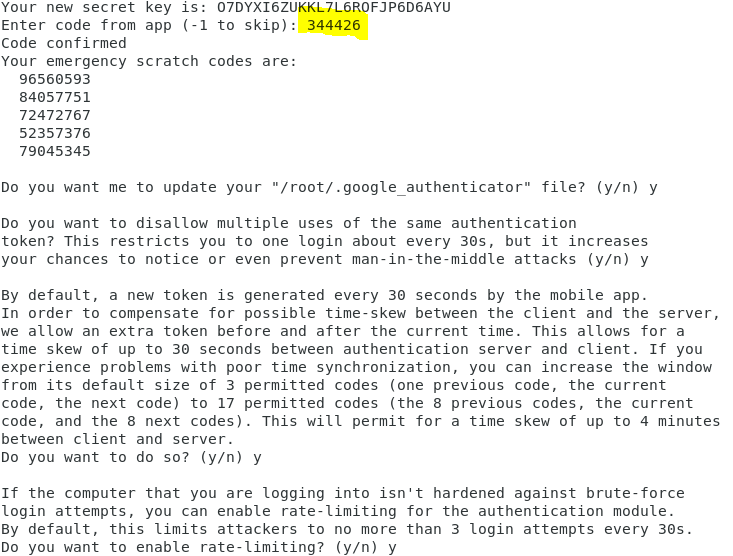 Your new secret key is: O7DYXI6ZUKKL7L6ROFJP6D6AYU
Enter code from app (-1 to skip): 344426
Code confirmed
Your emergency scratch codes are:
96560593
84057751
72472767
52357376
79045345
Do you want me to update your "/root/.google_authenticator" file? (y/n) y
Do you want to disallow multiple uses of the same authentication
token? This restricts you to one login about every 30s, but it increases
your chances to notice or even prevent man-in-the-middle attacks (y/n) y
By default, a new token is generated every 30 seconds by the mobile app.
In order to compensate for possible time-skew between the client and the server,
we allow an extra token before and after the current time. This allows for a
time skew of up to 30 seconds between authentication server and client. If you
experience problems with poor time synchronization, you can increase the window
from its default size of 3 permitted codes (one previous code, the current
code, the next code) to 17 permitted codes (the 8 previous codes, the current
code, and the 8 next codes). This will permit for a time skew of up to 4 minutes
between client and server.
Do you want to do so? (y/n) y
If the computer that you are logging into isn't hardened against brute-force
login attempts, you can enable rate-limiting for the authentication module.
By default, this limits attackers to no more than 3 login attempts every 30s.
Do you want to enable rate-limiting? (y/n) y